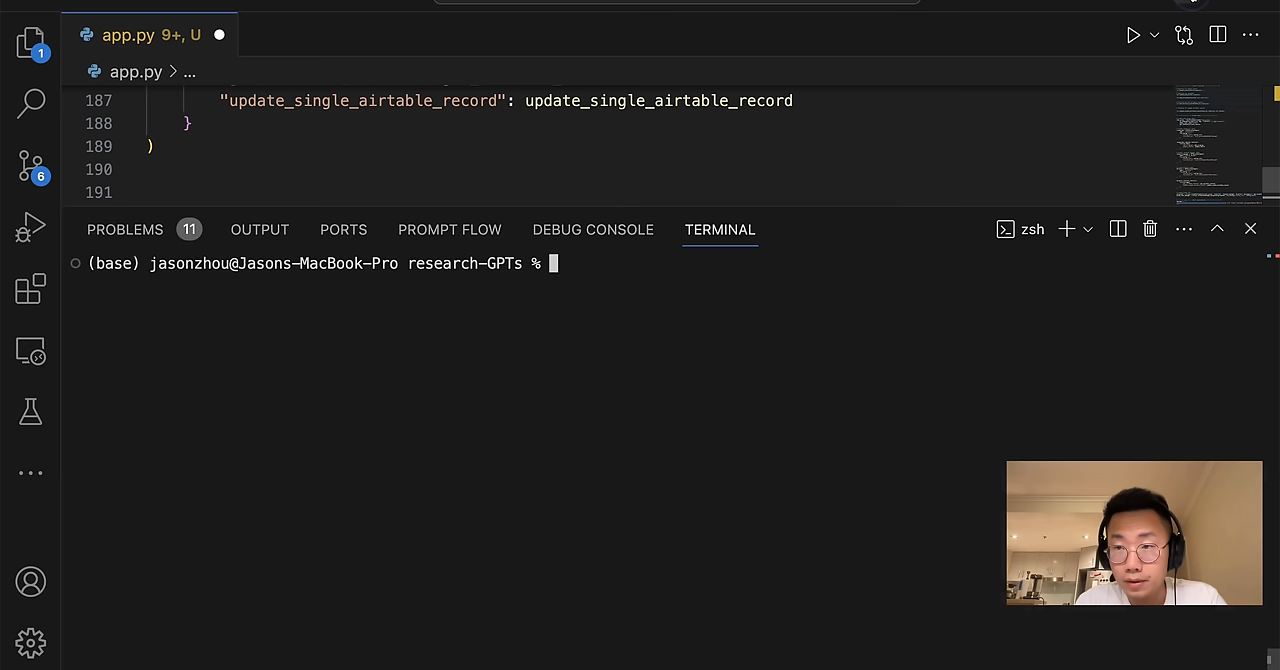 app.py 9+, U
1
app.py > ...
187 "update_single_airtable_record": update_single_airtable_record
188 }
189 )
190
191
6
PROBLEMS 11 OUTPUT PORTS PROMPT FLOW DEBUG CONSOLE TERMINAL zsh
(base) jasonzhou@Jasons-MacBook-Pro research-GPTs %